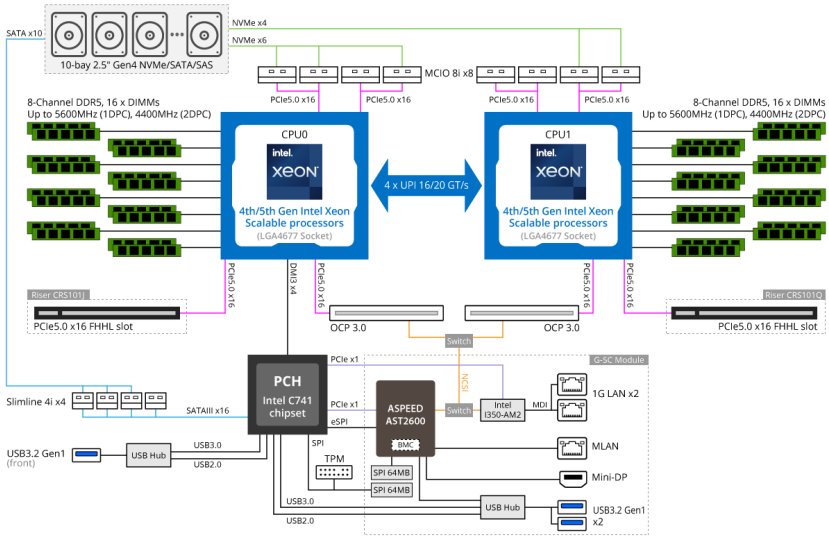 SATA x10
NVMe x4
NVMe x6
10-bay 2.5" Gen4 NVMe/SATA/SAS
MCIO 8i x8
PCIe5.0 x16
PCIe5.0 x16
PCIe5.0 x16
PCIe5.0 x16
8-Channel DDR5, 16 x DIMMs
Up to 5600MHz (1DPC), 4400MHz (2DPC)
8-Channel DDR5, 16 x DIMMs
Up to 5600MHz (1DPC), 4400MHz (2DPC)
CPU0
intel.
XEON
4th/5th Gen Intel Xeon
Scalable processors
(LGA4677 Socket)
4 x UPI 16/20 GT/s
CPU1
intel.
XEON
4th/5th Gen Intel Xeon
Scalable processors
(LGA4677 Socket)
PCIe5.0 x16
DMI3 x4
PCIe5.0 x16
PCIe5.0 x16
PCIe5.0 x16
Riser CRS101J
PCIe5.0 x16 FHHL slot
OCP 3.0
OCP 3.0
Riser CRS101Q
PCIe5.0 x16 FHHL slot
Switch
NCSI
G-SC Module
PCH
Intel C741
chipset
PCIe x1
PCIe x1
eSPI
SPI
ASPEED
AST2600
BMC
Switch
Intel
I350-AM2
MDI
1G LAN x2
Slimline 4i x4
SATAIII x16
USB3.2 Gen1
(front)
USB Hub
USB3.0
USB2.0
TPM
SPI 64MB
SPI 64MB
MLAN
Mini-DP
USB3.0
USB2.0
USB Hub
USB3.2 Gen1
x2